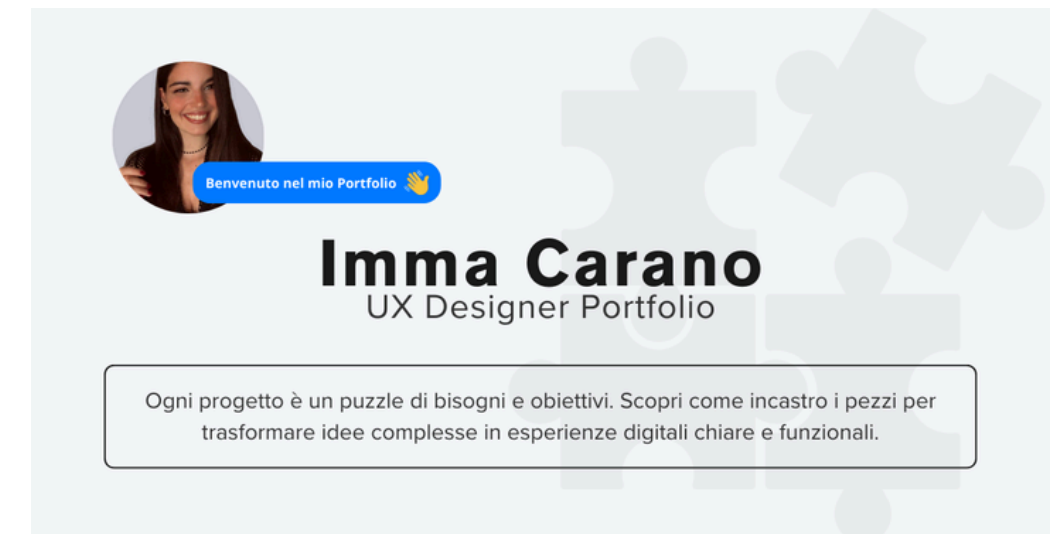 Benvenuto nel mio Portfolio 👋
Imma Carano
UX Designer Portfolio
Ogni progetto è un puzzle di bisogni e obiettivi. Scopri come incastro i pezzi per
trasformare idee complesse in esperienze digitali chiare e funzionali.